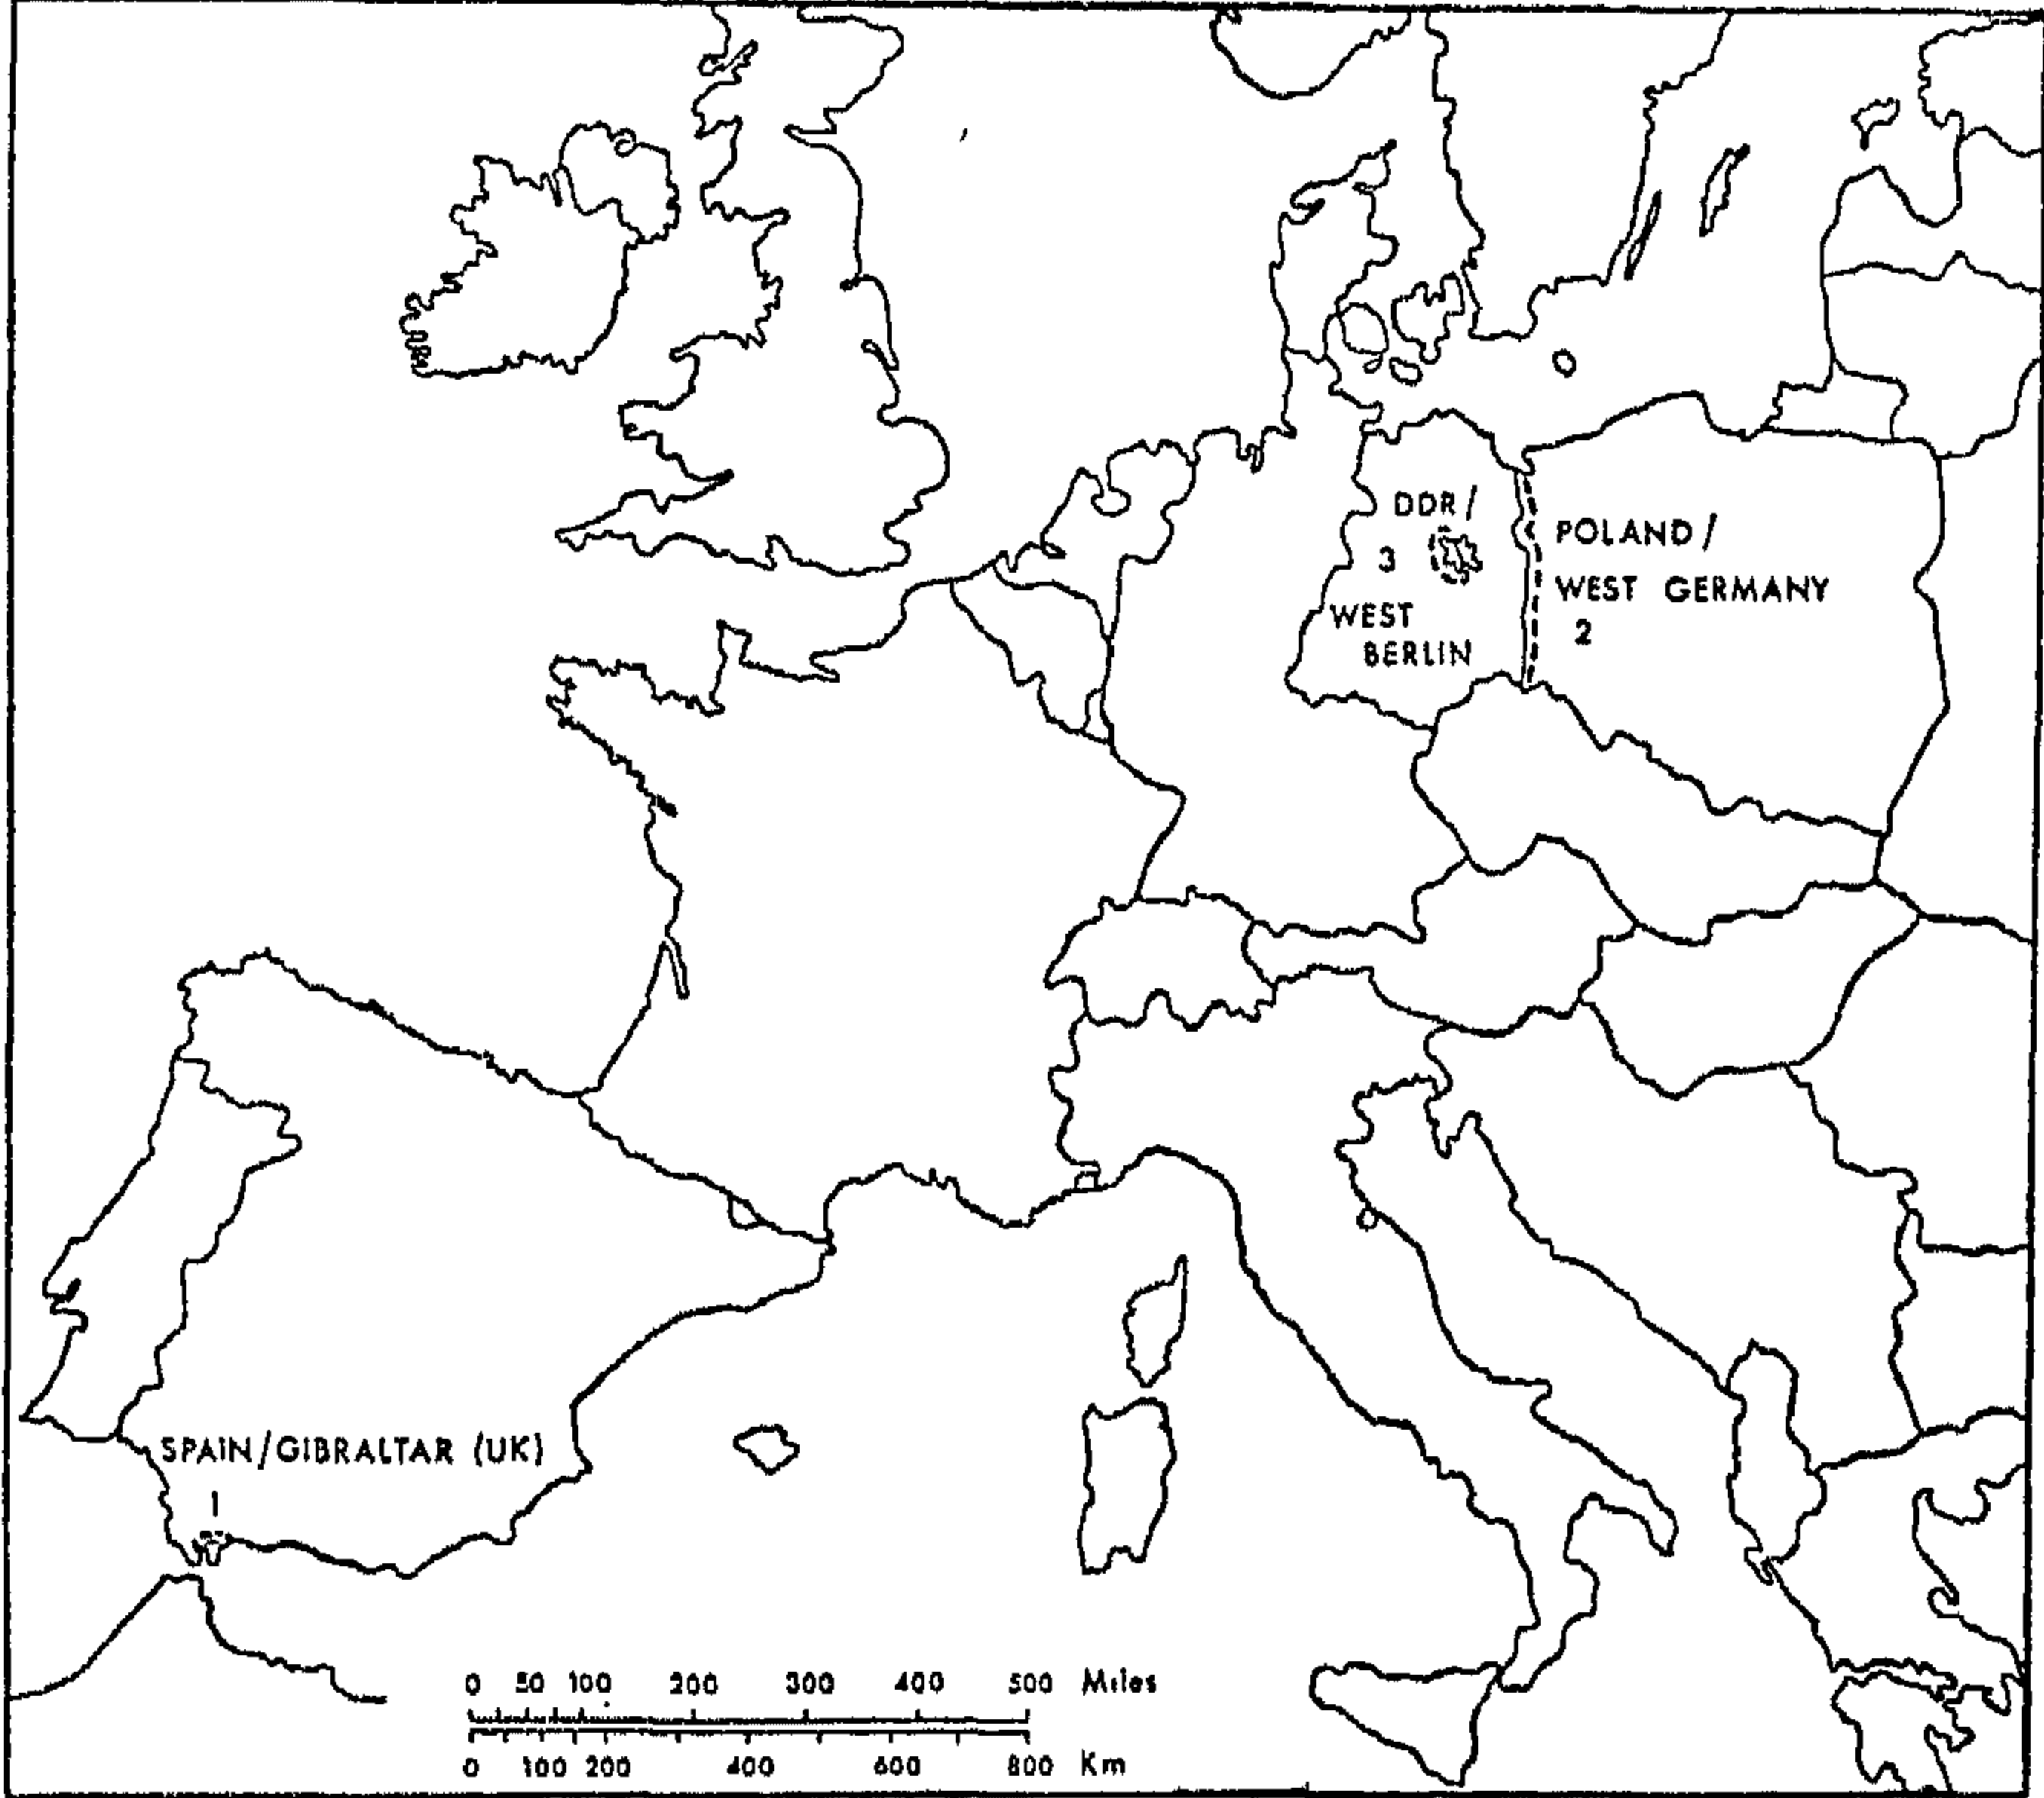 DDR/
3
WEST
BERLIN
POLAND/
WEST GERMANY
2
SPAIN/GIBRALTAR (UK)
1
0 50 100 200 300 400 500 Miles
0 100 200 400 600 800 Km